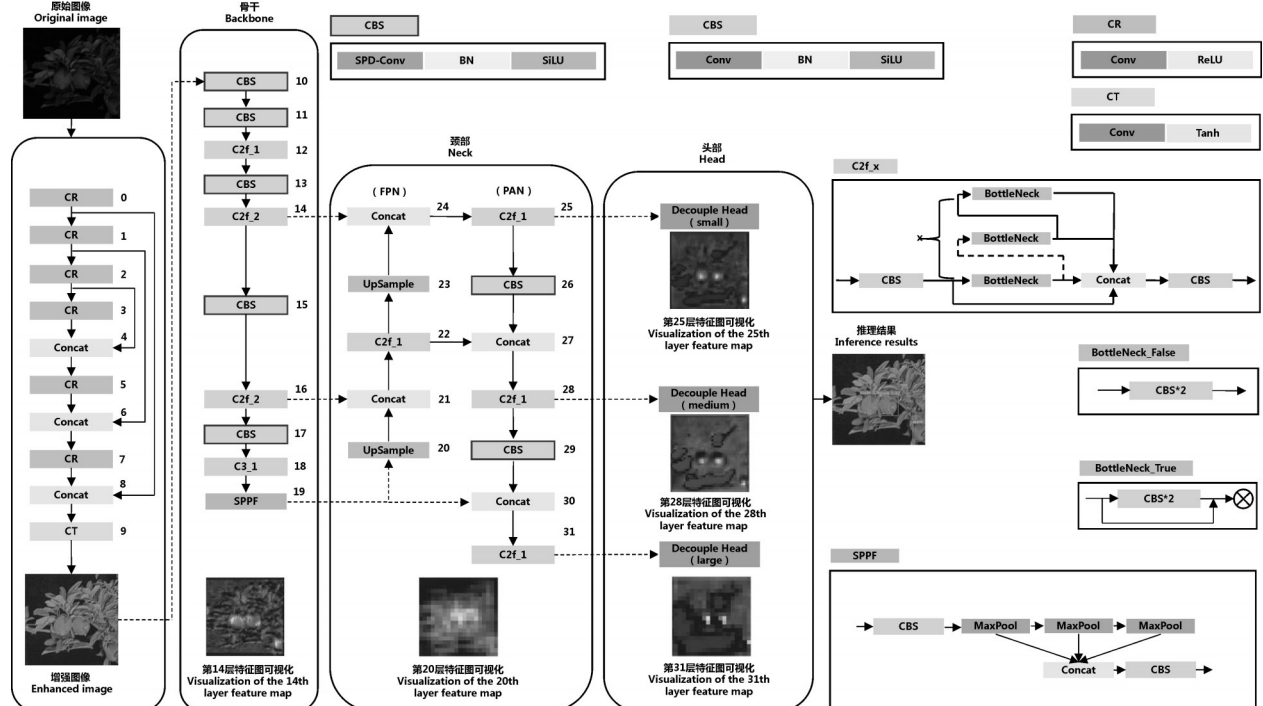 原始图像
Original image
CR
0
CR
1
CR
2
CR
3
Concat
4
CR
5
Concat
6
CR
7
Concat
8
CT
9
增强图像
Enhanced image
骨干
Backbone
CBS
10
CBS
11
C2f_1
12
CBS
13
C2f_2
14
CBS
15
C2f_2
16
CBS
17
C3_1
18
SPPF
19
第14层特征图可视化
Visualization of the 14th
layer feature map
颈部
Neck
(FPN)
(PAN)
Concat
24
UpSample
23
C2f_1
22
Concat
21
UpSample
20
C2f_1
25
CBS
26
Concat
27
C2f_1
28
CBS
29
Concat
30
31
C2f_1
第20层特征图可视化
Visualization of the 20th
layer feature map
头部
Head
Decouple Head
(small)
第25层特征图可视化
Visualization of the 25th
layer feature map
Decouple Head
(medium)
第28层特征图可视化
Visualization of the 28th
layer feature map
Decouple Head
(large)
第31层特征图可视化
Visualization of the 31th
layer feature map
CBS
SPD-Conv BN SiLU
CBS
Conv BN SiLU
CR
Conv ReLU
CT
Conv Tanh
C2f_x
BottleNeck
x
BottleNeck
CBS BottleNeck Concat CBS
推理结果
Inference results
BottleNeck_False
CBS*2
BottleNeck_True
CBS*2
SPPF
CBS MaxPool MaxPool MaxPool
Concat CBS